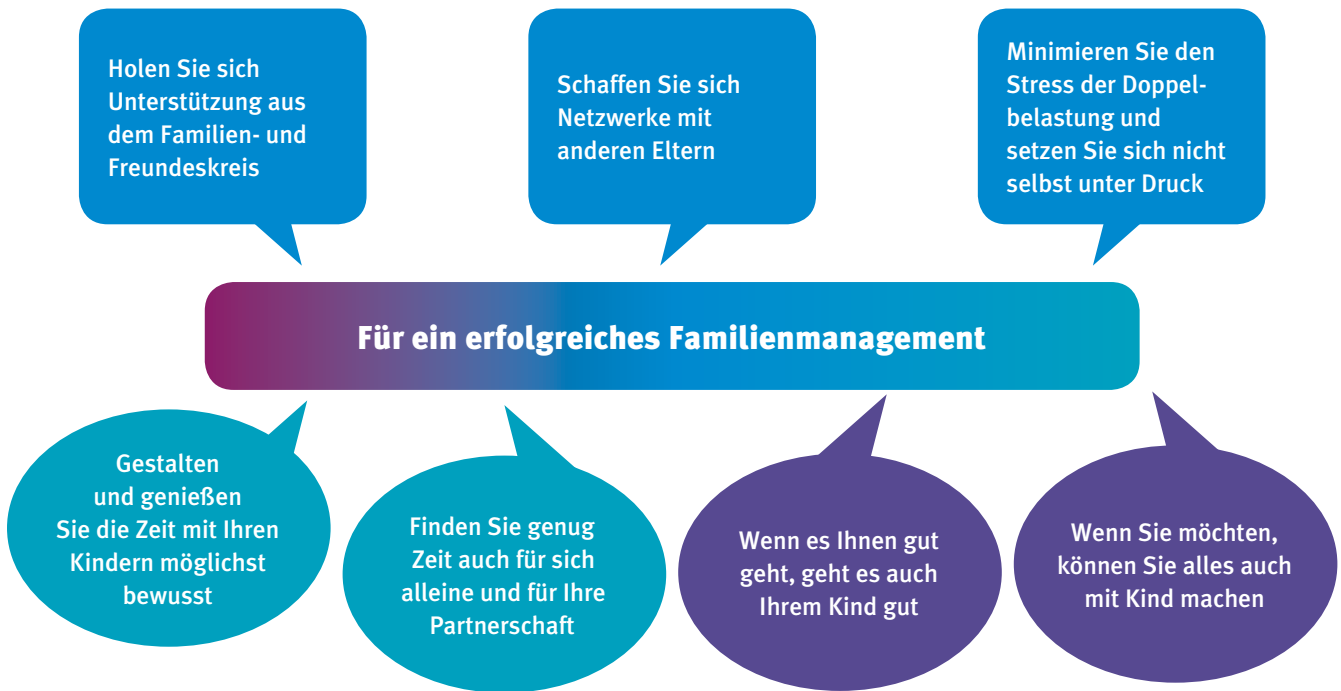 Holen Sie sich
Unterstützung aus
dem Familien- und
Freundeskreis
Schaffen Sie sich
Netzwerke mit
anderen Eltern
Minimieren Sie den
Stress der Doppel-
belastung und
setzen Sie sich nicht
selbst unter Druck
Für ein erfolgreiches Familienmanagement
Gestalten
und genießen
Sie die Zeit mit Ihren
Kindern möglichst
bewusst
Finden Sie genug
Zeit auch für sich
alleine und für Ihre
Partnerschaft
Wenn es Ihnen gut
geht, geht es auch
Ihrem Kind gut
Wenn Sie möchten,
können Sie alles auch
mit Kind machen